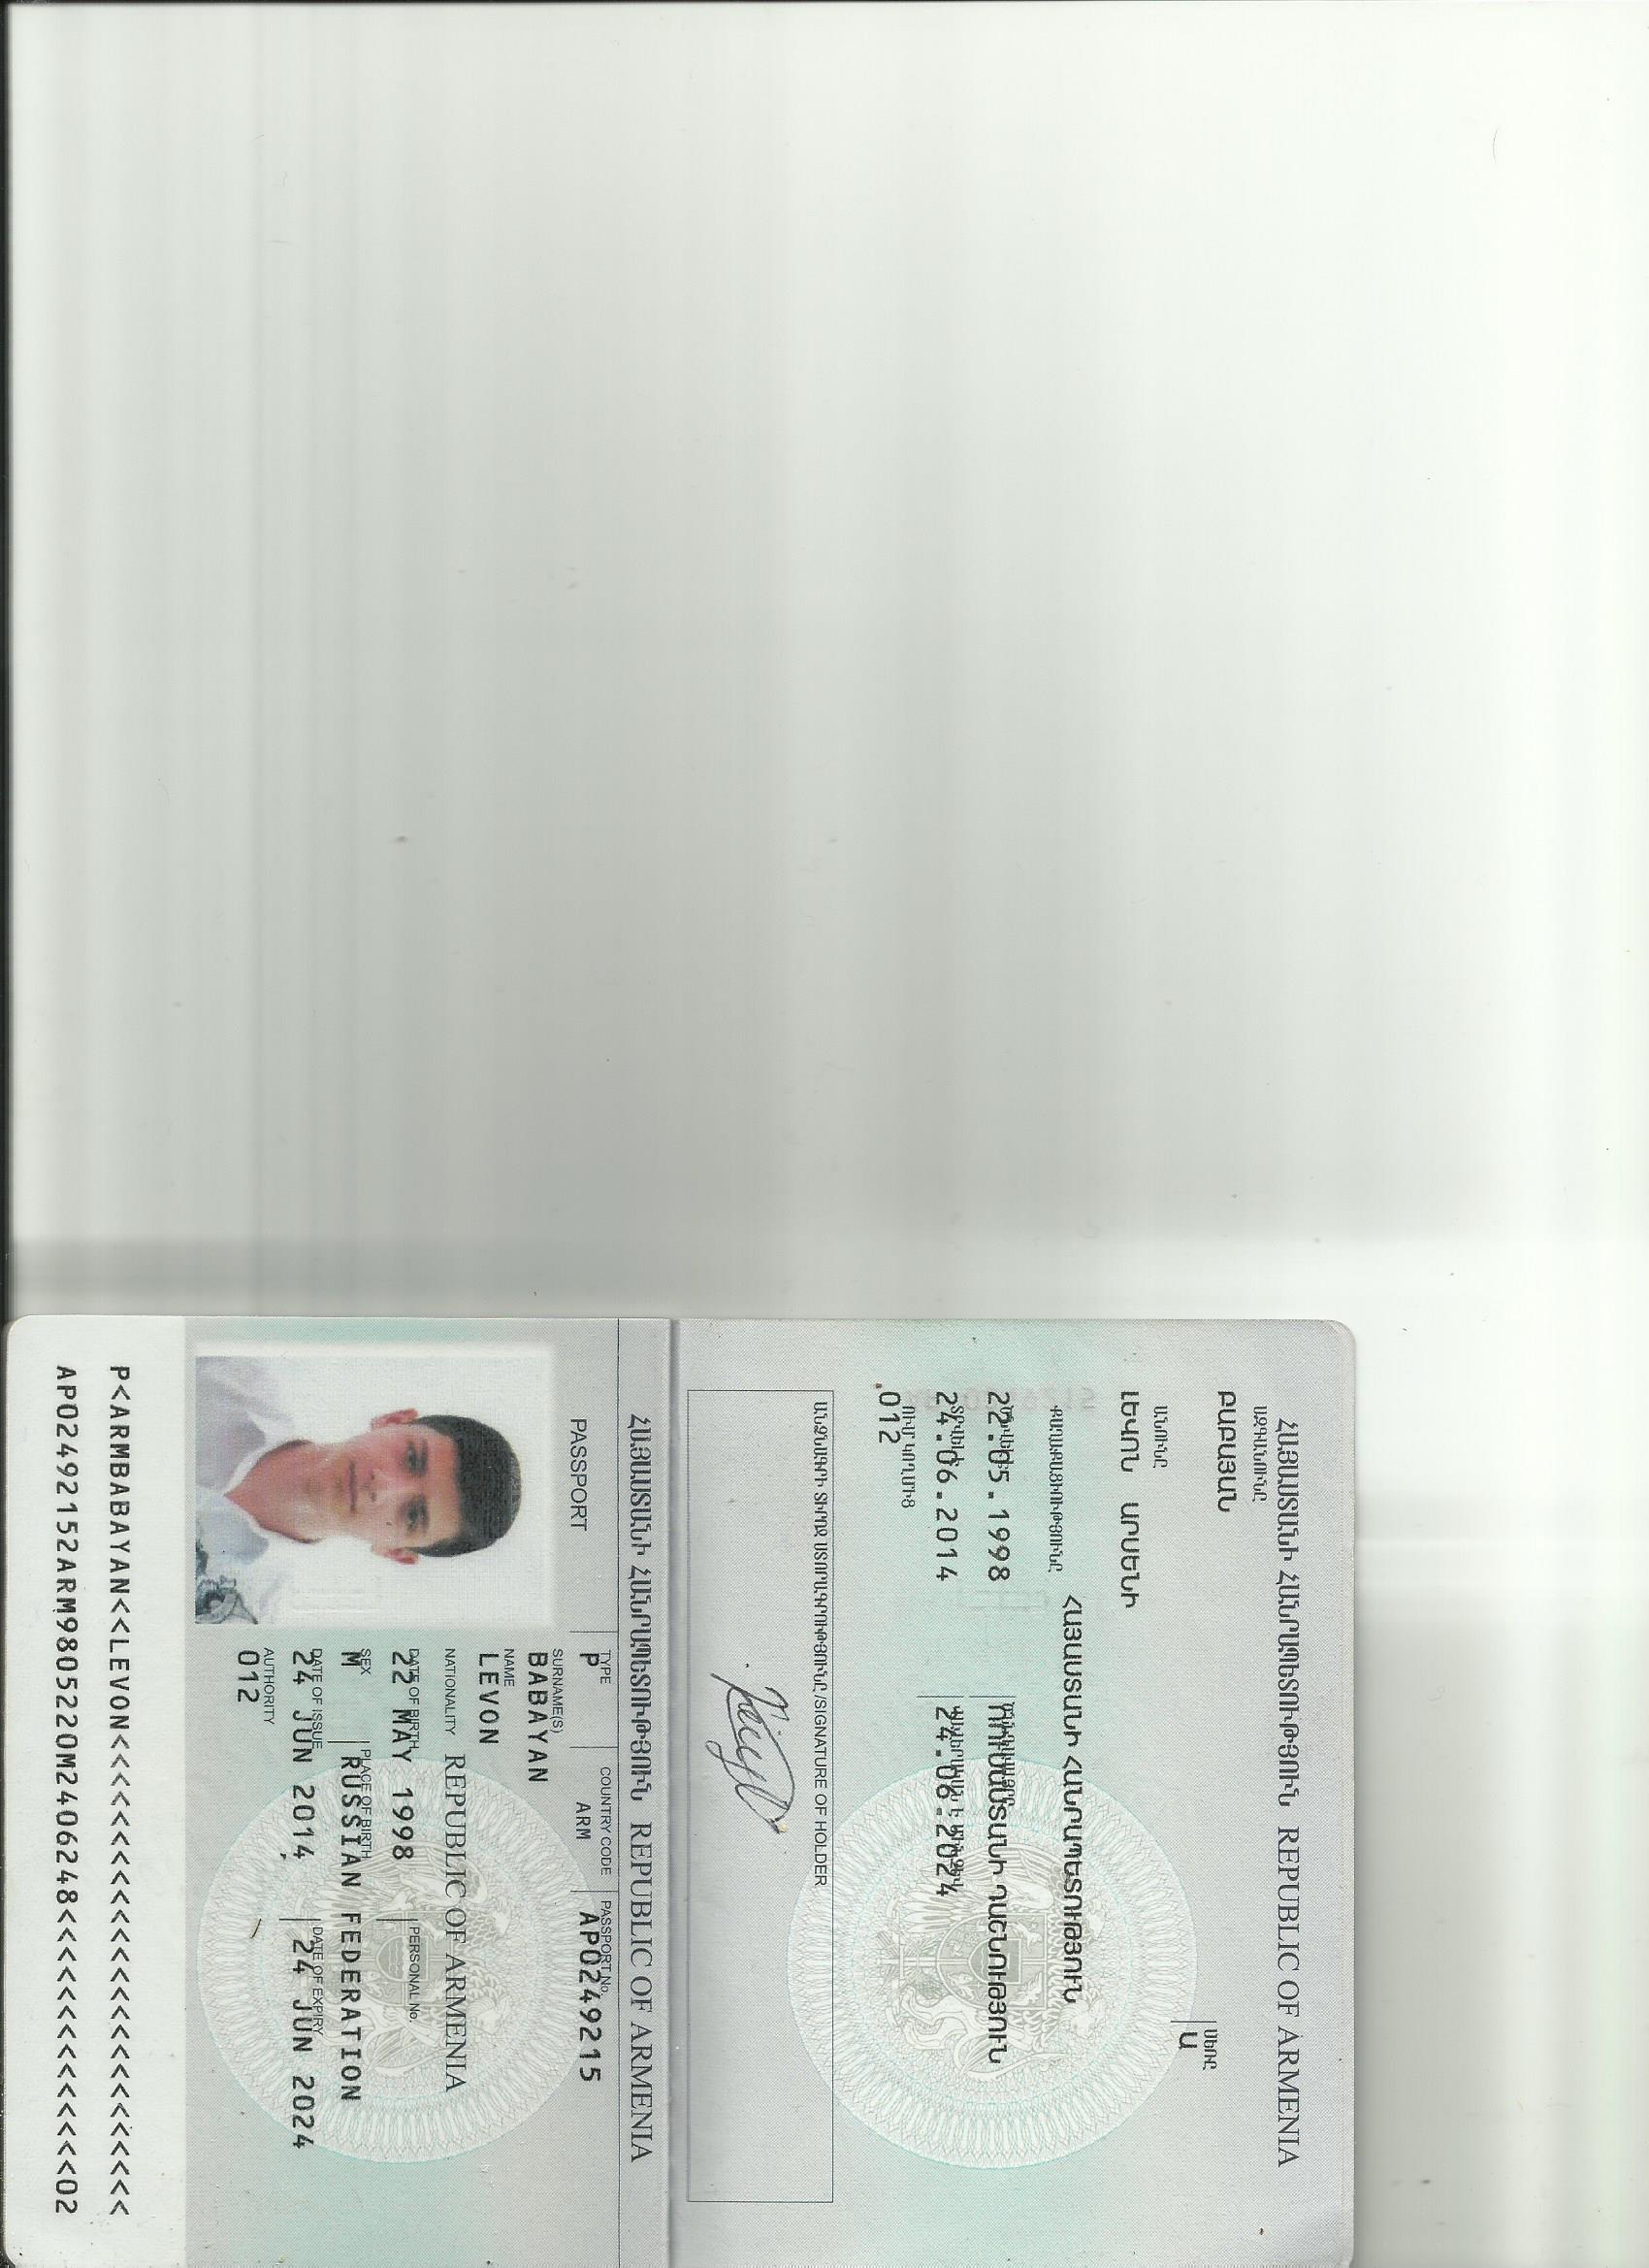 ՀԱՅԱՍՏԱՆԻ ՀԱՆՐԱՊԵՏՈՒԹՅՈՒՆ REPUBLIC OF ARMENIA
ԱԶԳԱՆՈՒՆԸ
ԲԱԲԱՅԱՆ
ՍԵՌԸ
Ա
ԱՆՈՒՆԸ
ԼԵՎՈՆ ԱՐՍԵՆԻ
ՀԱՅԱՍՏԱՆԻ ՀԱՆՐԱՊԵՏՈՒԹՅՈՒՆ
ՔԱՂԱՔԱՑԻՈՒԹՅՈՒՆԸ
ԾՆՎԵԼ Է ԾՆՆԴԱՎԱՅՐԸ
22.05.1998 ՌՈՒՍԱՍՏԱՆԻ ԴԱՇՆՈՒԹՅՈՒՆ
ՏՐՎԵԼ Է ՎԱՎԵՐԱԿԱՆ Է ՄԻՆՉԵՎ
24.06.2014 24.06.2024
ՈՒՄ ԿՈՂՄԻՑ
012
ԱՆՁՆԱԳՐԻ ՏԻՐՈՋ ՍՏՈՐԱԳՐՈՒԹՅՈՒՆԸ /SIGNATURE OF HOLDER
ՀԱՅԱՍՏԱՆԻ ՀԱՆՐԱՊԵՏՈՒԹՅՈՒՆ REPUBLIC OF ARMENIA
PASSPORT
TYPE COUNTRY CODE PASSPORT No.
P ARM AP0249215
SURNAME(S)
BABAYAN
NAME
LEVON
NATIONALITY REPUBLIC OF ARMENIA
DATE OF BIRTH PERSONAL No.
22 MAY 1998
SEX PLACE OF BIRTH
M RUSSIAN FEDERATION
DATE OF ISSUE DATE OF EXPIRY
24 JUN 2014 24 JUN 2024
AUTHORITY
012
P<ARMBABAYAN<<LEVON<<<<<<<<<<<<<<<<<<<<<<<<<
AP02492152ARM9805220M2406248<<<<<<<<<<<<<<02